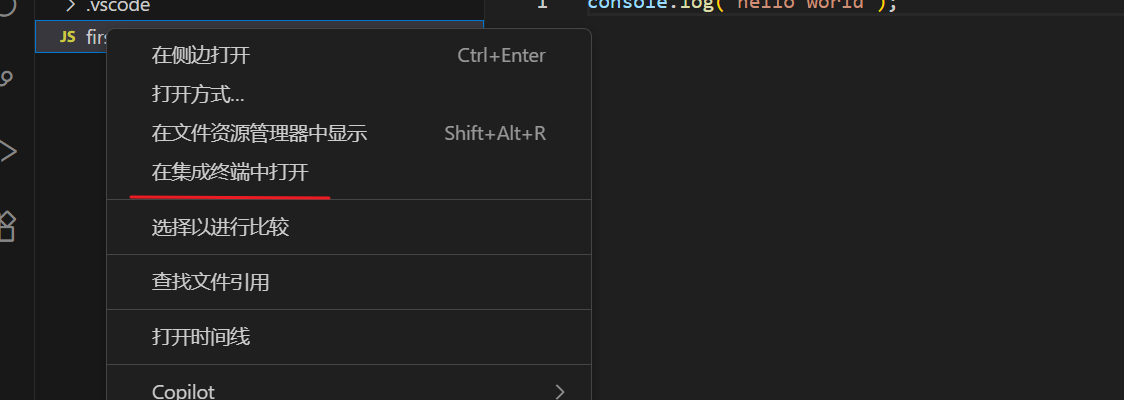 .vscode
1 console.log("hello world");
JS firs
在侧边打开 Ctrl+Enter
打开方式...
在文件资源管理器中显示 Shift+Alt+R
在集成终端中打开
选择以进行比较
查找文件引用
打开时间线
Copilot